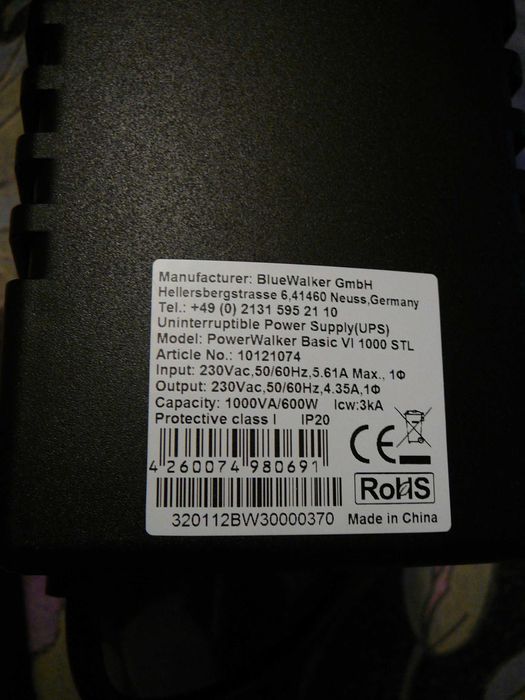 Manufacturer: BlueWalker GmbH
Hellersbergstrasse 6,41460 Neuss,Germany
Tel.: +49 (0) 2131 595 21 10
Uninterruptible Power Supply(UPS)
Model: PowerWalker Basic VI 1000 STL
Article No.: 10121074
Input: 230Vac,50/60Hz,5.61A Max., 1Φ
Output: 230Vac,50/60Hz,4.35A,1Φ
Capacity: 1000VA/600W Icw:3kA
Protective class I IP20
CE
4 260074 980691
RoHS
320112BW30000370 Made in China